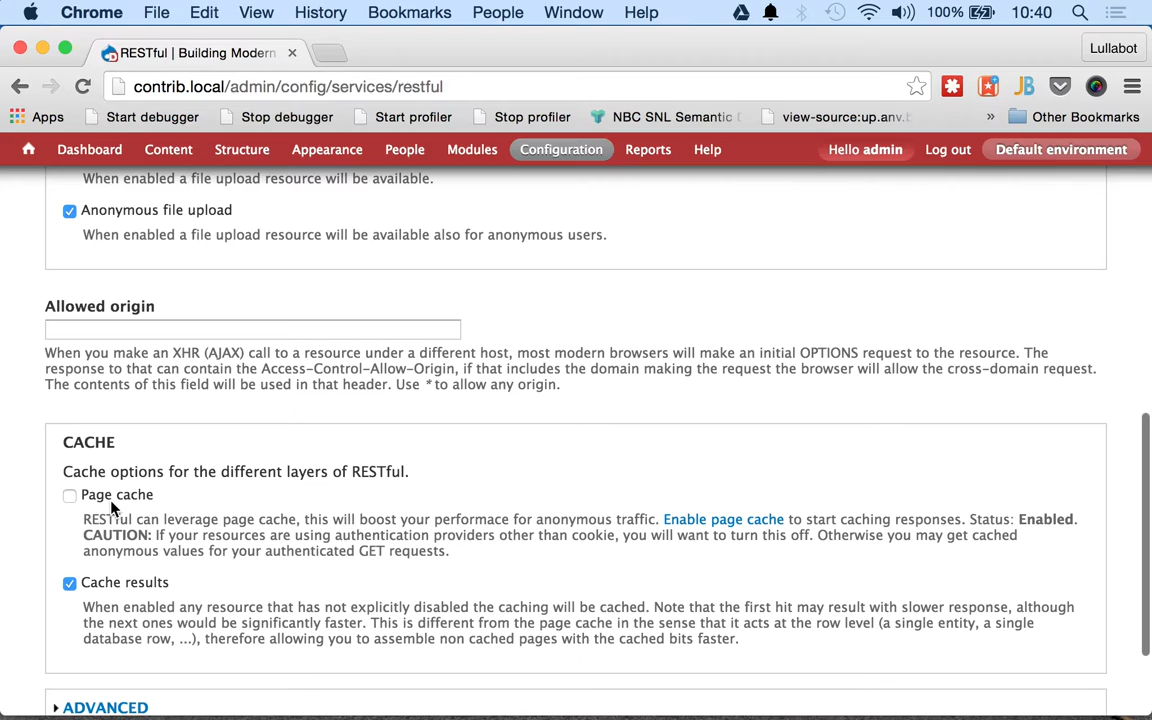 Chrome File Edit View History Bookmarks People Window Help 100% 10:40
RESTful | Building Modern Lullabot
contrib.local/admin/config/services/restful
Apps Start debugger Stop debugger Start profiler Stop profiler NBC SNL Semantic view-source:up.anv.b » Other Bookmarks
Dashboard Content Structure Appearance People Modules Configuration Reports Help Hello admin Log out Default environment
When enabled a file upload resource will be available.
Anonymous file upload
When enabled a file upload resource will be available also for anonymous users.
Allowed origin
When you make an XHR (AJAX) call to a resource under a different host, most modern browsers will make an initial OPTIONS request to the resource. The
response to that can contain the Access-Control-Allow-Origin, if that includes the domain making the request the browser will allow the cross-domain request.
The contents of this field will be used in that header. Use * to allow any origin.
CACHE
Cache options for the different layers of RESTful.
Page cache
RESTful can leverage page cache, this will boost your performace for anonymous traffic. Enable page cache to start caching responses. Status: Enabled.
CAUTION: If your resources are using authentication providers other than cookie, you will want to turn this off. Otherwise you may get cached
anonymous values for your authenticated GET requests.
Cache results
When enabled any resource that has not explicitly disabled the caching will be cached. Note that the first hit may result with slower response, although
the next ones would be significantly faster. This is different from the page cache in the sense that it acts at the row level (a single entity, a single
database row, ...), therefore allowing you to assemble non cached pages with the cached bits faster.
ADVANCED